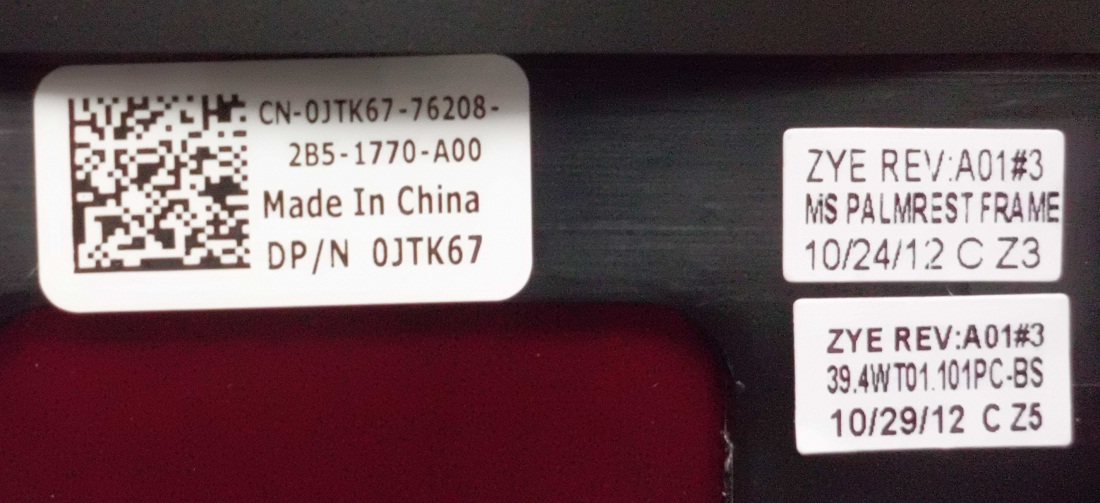 CN-0JTK67-76208-
2B5-1770-A00
Made In China
DP/N 0JTK67
ZYE REV:A01#3
MS PALMREST FRAME
10/24/12 C Z3
ZYE REV:A01#3
39.4WT01.101PC-BS
10/29/12 C Z5